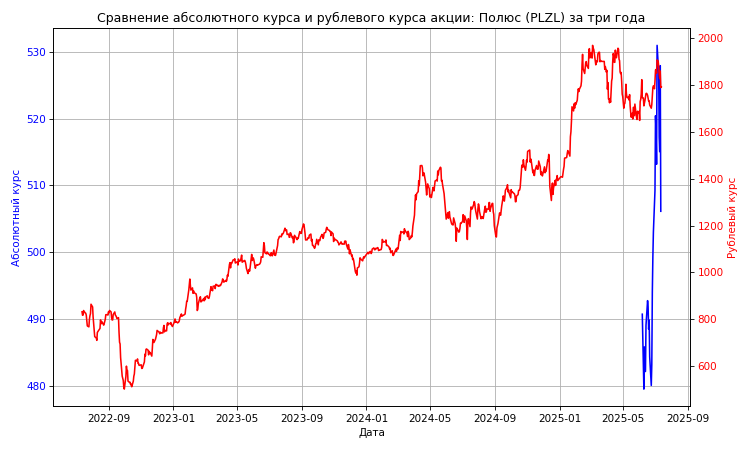 Сравнение абсолютного курса и рублевого курса акции: Полюс (PLZL) за три года
530
520
510
500
490
480
Абсолютный курс
2000
1800
1600
1400
1200
1000
800
600
Рублевый курс
2022-09 2023-01 2023-05 2023-09 2024-01 2024-05 2024-09 2025-01 2025-05 2025-09
Дата